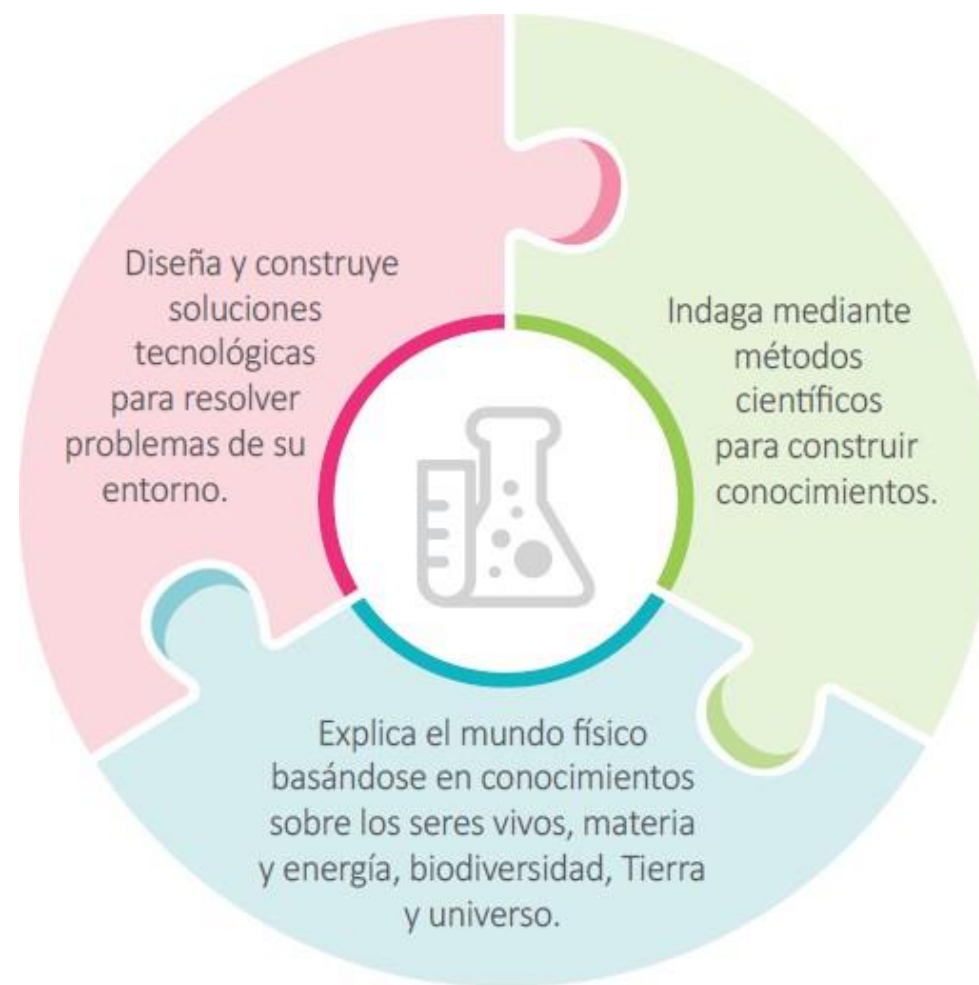 Diseña y construye
soluciones
tecnológicas
para resolver
problemas de su
entorno.
Indaga mediante
métodos
científicos
para construir
conocimientos.
Explica el mundo físico
basándose en conocimientos
sobre los seres vivos, materia
y energía, biodiversidad, Tierra
y universo.